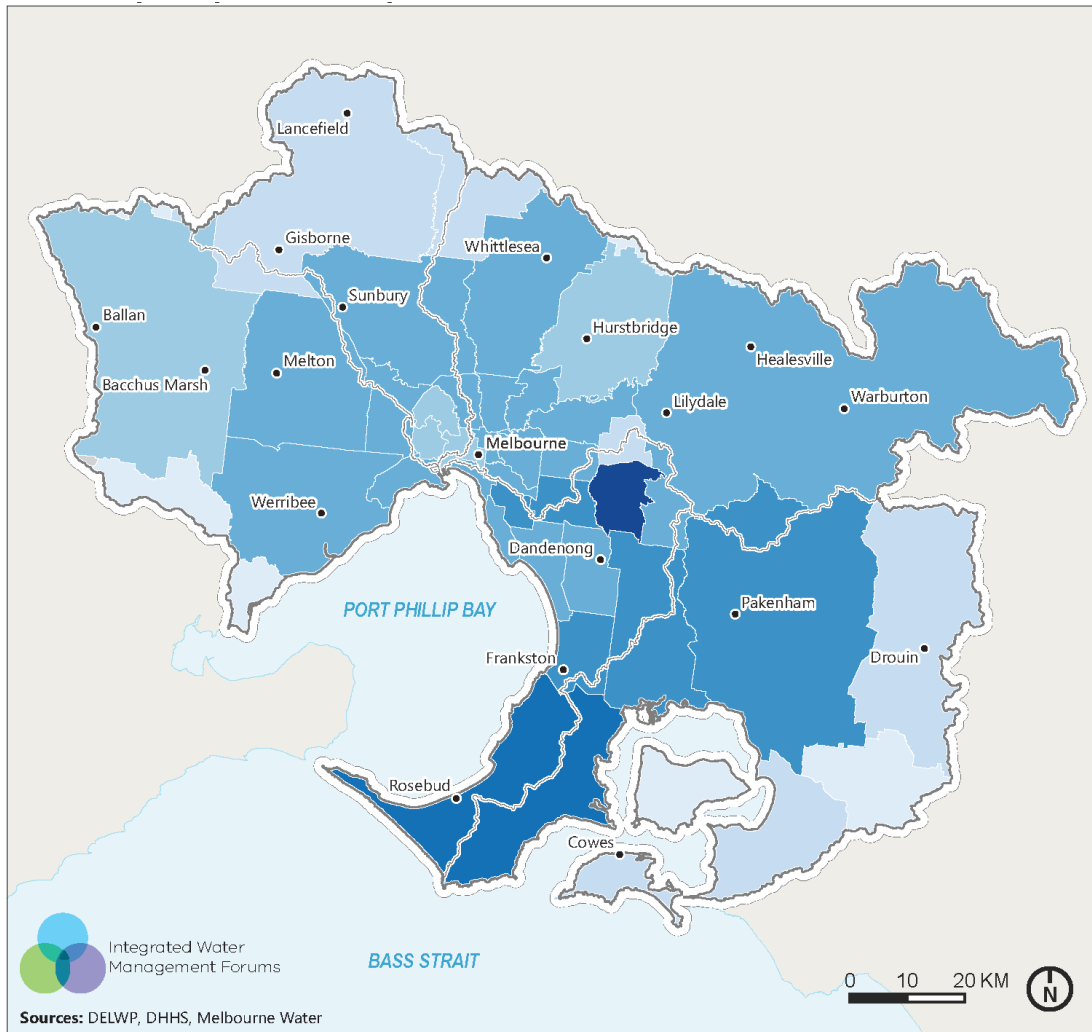 Lancefield
Gisborne
Whittlesea
Sunbury
Ballan
Hurstbridge
Healesville
Melton
Bacchus Marsh
Lilydale
Warburton
Melbourne
Werribee
Dandenong
PORT PHILLIP BAY
Pakenham
Frankston
Drouin
Rosebud
Cowes
Integrated Water
Management Forums
BASS STRAIT
0 10 20 KM
N
Sources: DELWP, DHHS, Melbourne Water